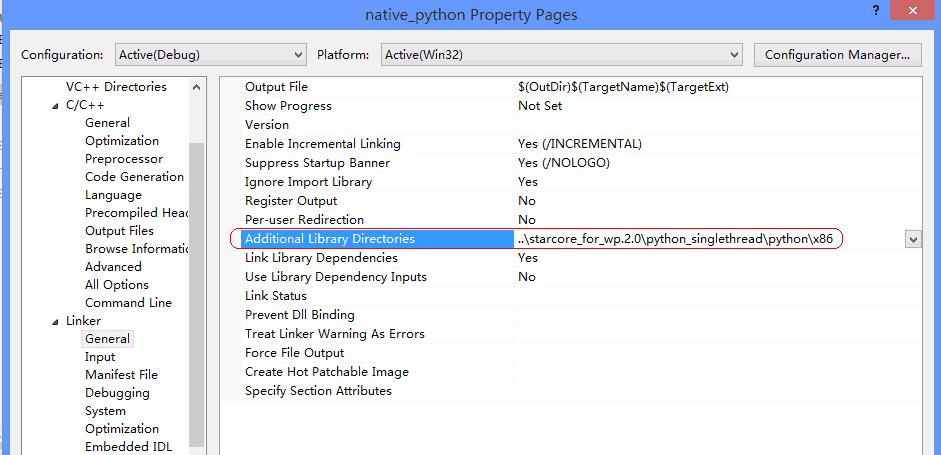 native_python Property Pages
?
Configuration: Active(Debug) Platform: Active(Win32) Configuration Manager...
VC++ Directories
C/C++
General
Optimization
Preprocessor
Code Generation
Language
Precompiled Head
Output Files
Browse Informati
Advanced
All Options
Command Line
Linker
General
Input
Manifest File
Debugging
System
Optimization
Embedded IDL
Output File $(OutDir)$(TargetName)$(TargetExt)
Show Progress Not Set
Version
Enable Incremental Linking Yes (/INCREMENTAL)
Suppress Startup Banner Yes (/NOLOGO)
Ignore Import Library Yes
Register Output No
Per-user Redirection No
Additional Library Directories ..\starcore_for_wp.2.0\python_singlethread\python\x86
Link Library Dependencies Yes
Use Library Dependency Inputs No
Link Status
Prevent Dll Binding
Treat Linker Warning As Errors
Force File Output
Create Hot Patchable Image
Specify Section Attributes